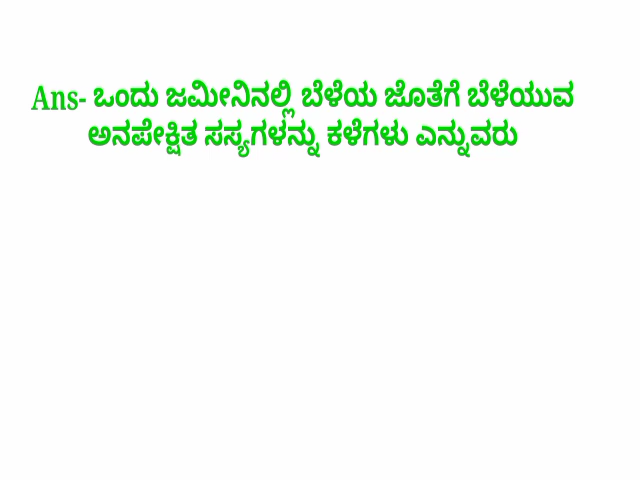 Ans- ಒಂದು ಜಮೀನಿನಲ್ಲಿ ಬೆಳೆಯ ಜೊತೆಗೆ ಬೆಳೆಯುವ
ಅನಪೇಕ್ಷಿತ ಸಸ್ಯಗಳನ್ನು ಕಳೆಗಳು ಎನ್ನುವರು